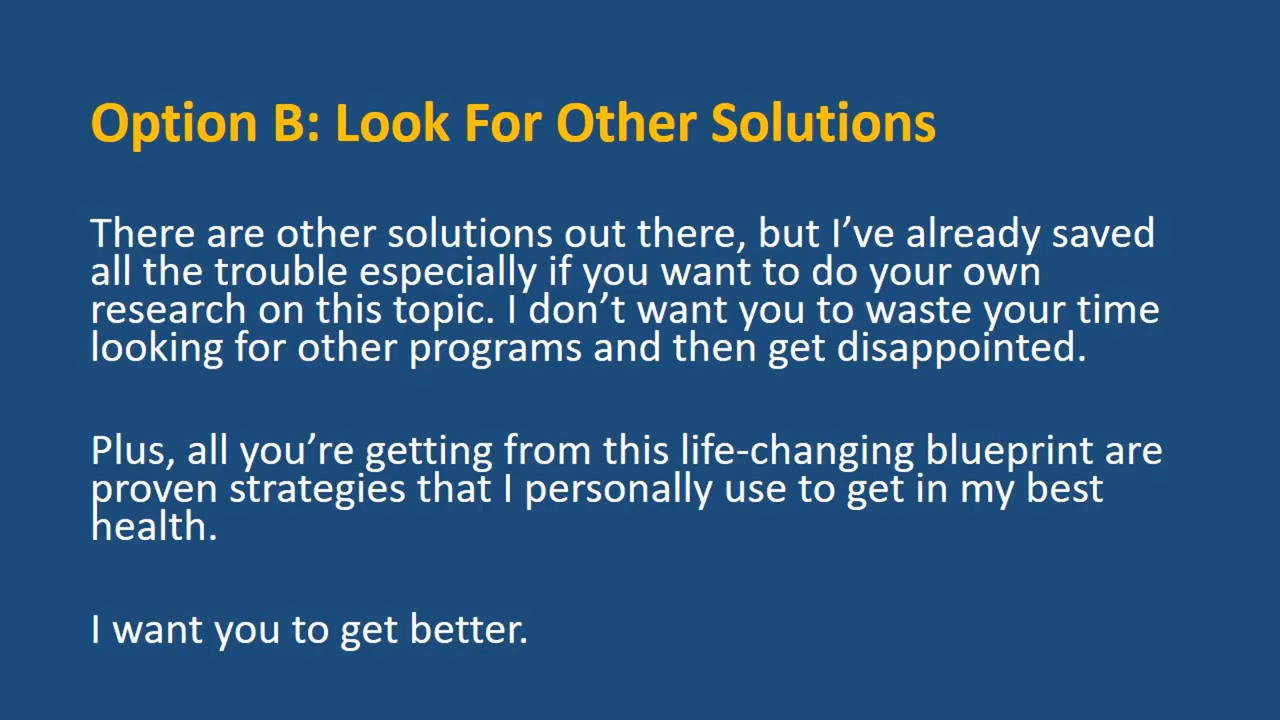 Option B: Look For Other Solutions
There are other solutions out there, but I’ve already saved
all the trouble especially if you want to do your own
research on this topic. I don’t want you to waste your time
looking for other programs and then get disappointed.
Plus, all you’re getting from this life-changing blueprint are
proven strategies that I personally use to get in my best
health.
I want you to get better.